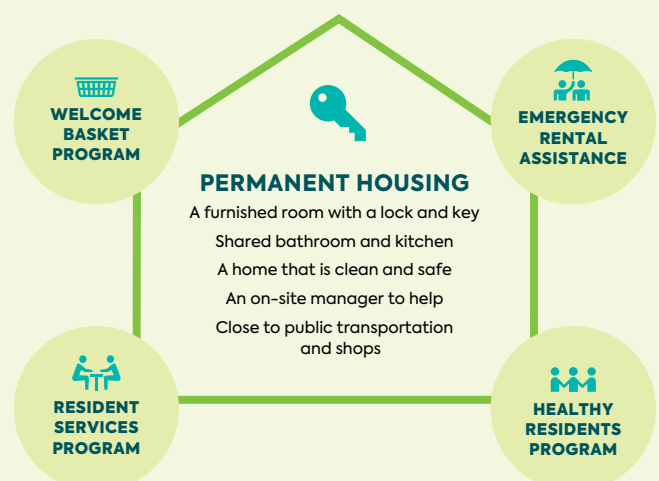 WELCOME
BASKET
PROGRAM
EMERGENCY
RENTAL
ASSISTANCE
PERMANENT HOUSING
A furnished room with a lock and key
Shared bathroom and kitchen
A home that is clean and safe
An on-site manager to help
Close to public transportation
and shops
RESIDENT
SERVICES
PROGRAM
HEALTHY
RESIDENTS
PROGRAM